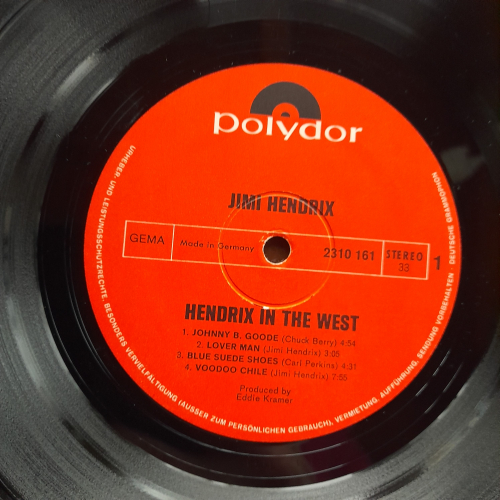 polydor
JIMI HENDRIX
GEMA
Made in Germany
2310 161
STEREO
33
1
HENDRIX IN THE WEST
1. JOHNNY B. GOODE (Chuck Berry) 4:54
2. LOVER MAN (Jimi Hendrix) 3:05
3. BLUE SUEDE SHOES (Carl Perkins) 4:31
4. VOODOO CHILE (Jimi Hendrix) 7:55
Produced by
Eddie Kramer
URHEBER- UND LEISTUNGSSCHUTZRECHTE, BESONDERS VERVIELFÄLTIGUNG (AUSSER ZUM PERSÖNLICHEN GEBRAUCH), VERMIETUNG, AUFFÜHRUNG, SENDUNG VORBEHALTEN · DEUTSCHE GRAMMOPHON